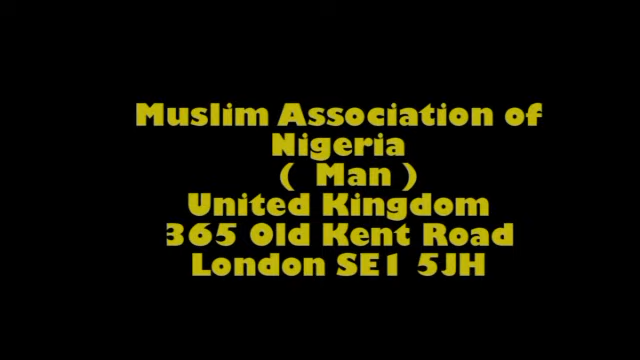 Muslim Association of
Nigeria
( Man )
United Kingdom
365 Old Kent Road
London SE1 5JH